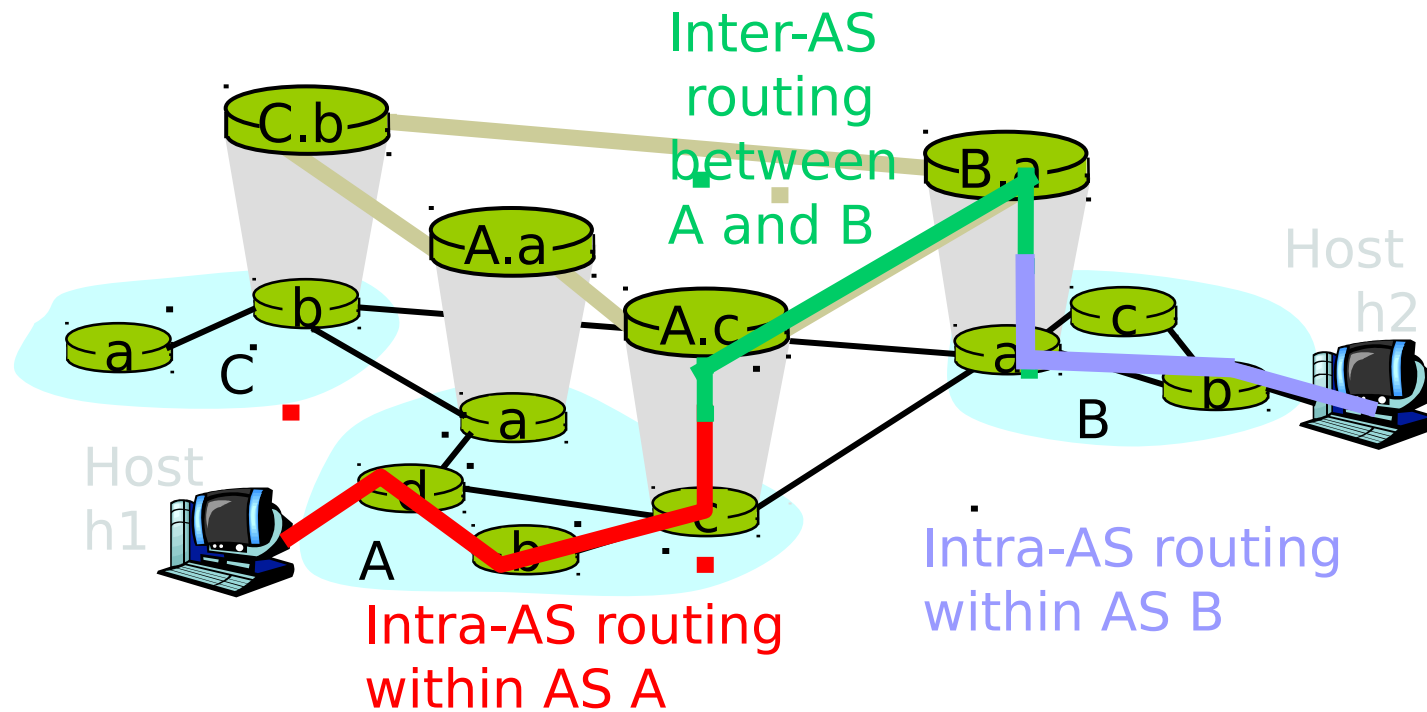 Inter-AS
routing
between
A and B
C.b
B.a
A.a
Host
h2
b
A.c
c
a
C
a
b
a
B
Host
h1
d
c
b
A
Intra-AS routing
within AS B
Intra-AS routing
within AS A